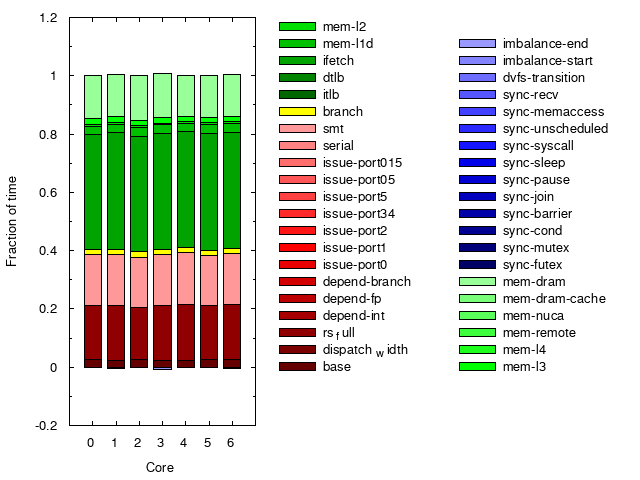 1.2
1
0.8
0.6
0.4
0.2
0
-0.2
Fraction of time
0 1 2 3 4 5 6
Core
mem-l2
mem-l1d
ifetch
dtlb
itlb
branch
smt
serial
issue-port015
issue-port05
issue-port5
issue-port34
issue-port2
issue-port1
issue-port0
depend-branch
depend-fp
depend-int
rsfull
dispatchwidth
base
imbalance-end
imbalance-start
dvfs-transition
sync-recv
sync-memaccess
sync-unscheduled
sync-syscall
sync-sleep
sync-pause
sync-join
sync-barrier
sync-cond
sync-mutex
sync-futex
mem-dram
mem-dram-cache
mem-nuca
mem-remote
mem-l4
mem-l3